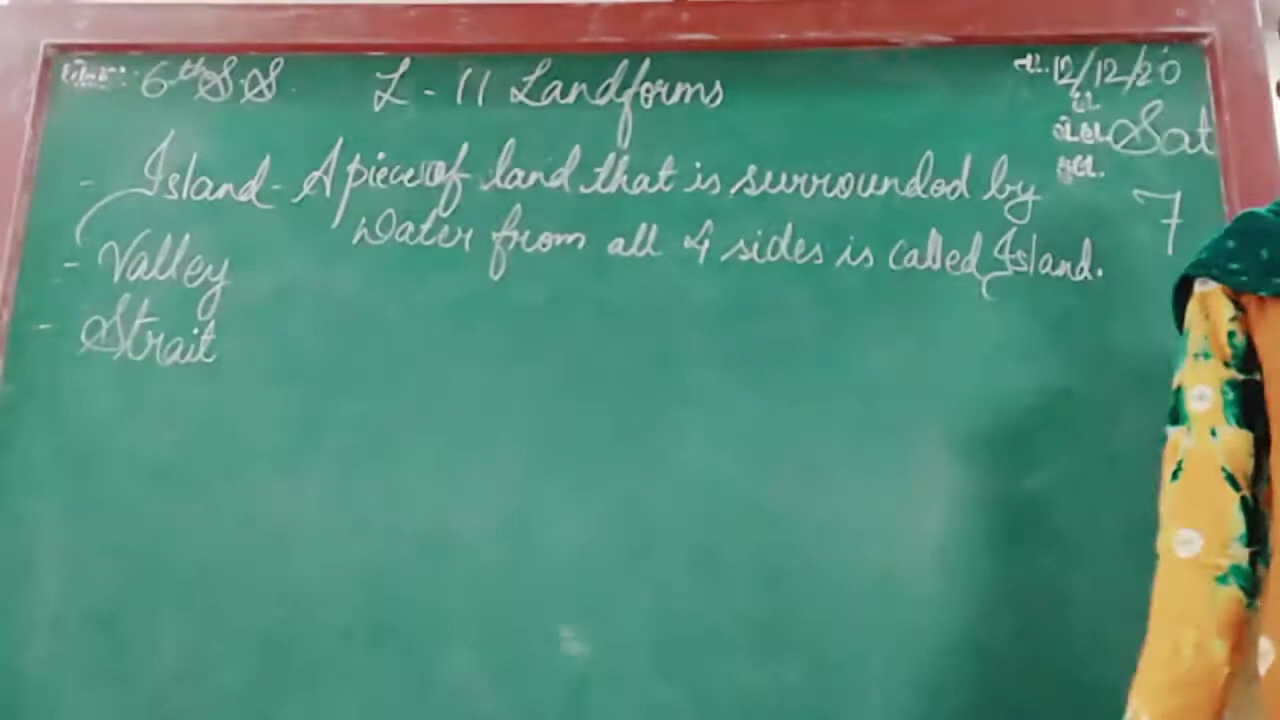 6th S.S. L - 11 Landforms
તા. 12/12/20
Sat
- Island - A piece of land that is surrounded by
water from all 4 sides is called Island.
7
- Valley
- Strait